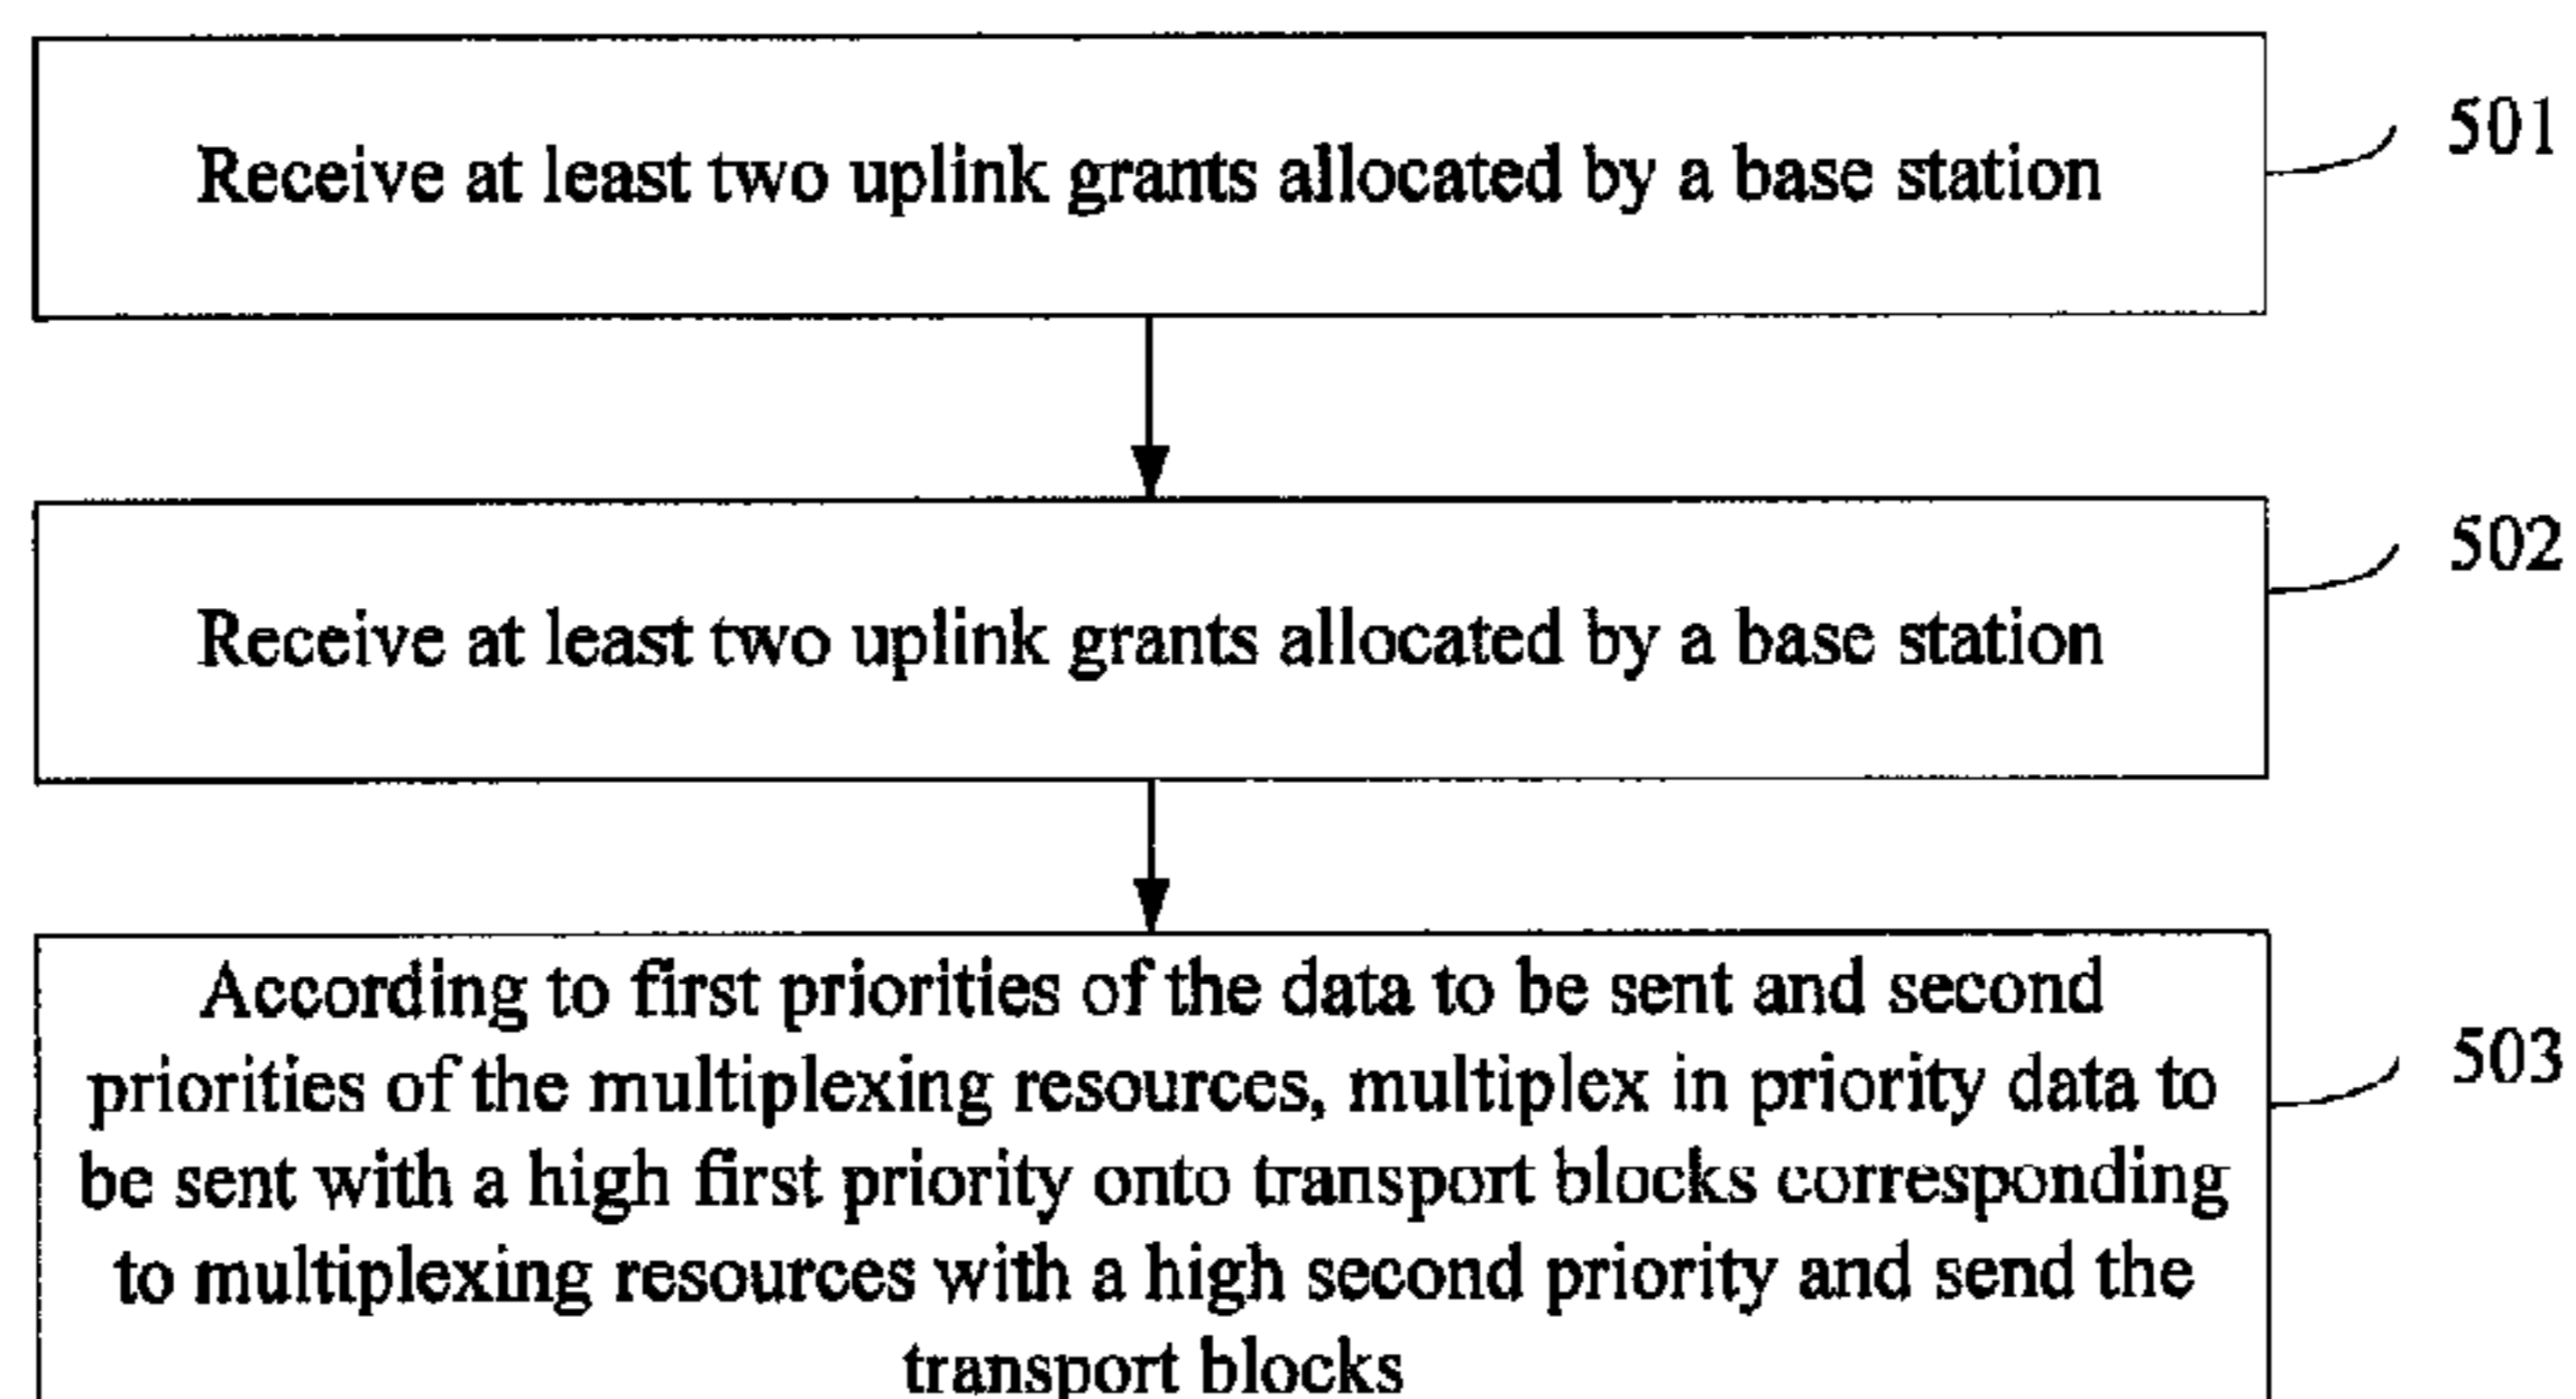 Receive at least two uplink grants allocated by a base station
501
Receive at least two uplink grants allocated by a base station
502
According to first priorities of the data to be sent and second
priorities of the multiplexing resources, multiplex in priority data to
be sent with a high first priority onto transport blocks corresponding
to multiplexing resources with a high second priority and send the
transport blocks
503